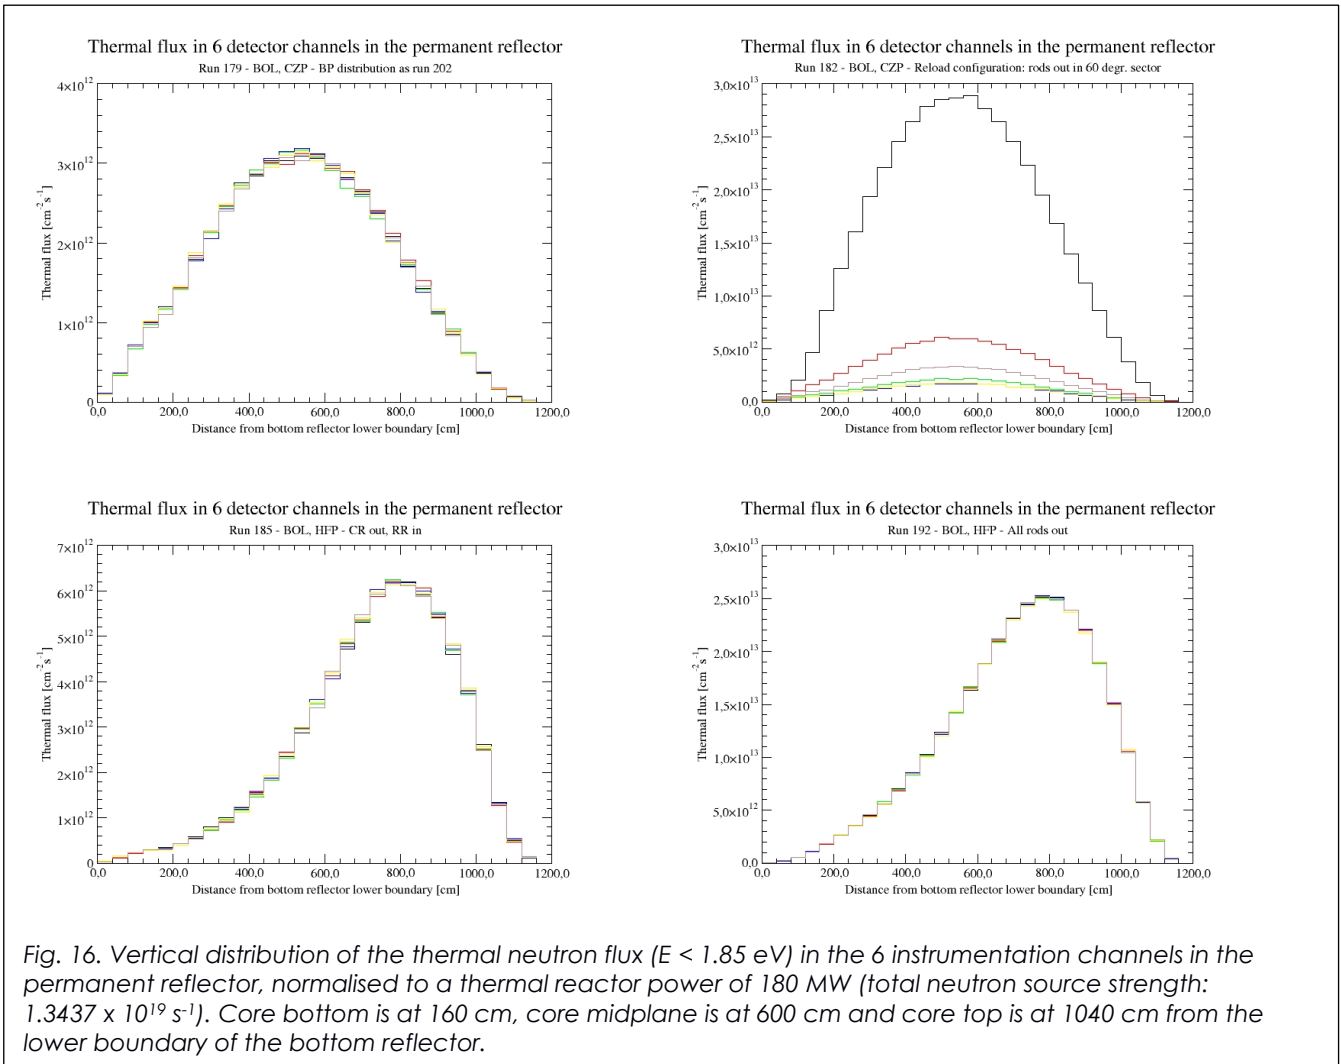 Thermal flux in 6 detector channels in the permanent reflector
Run 179 - BOL, CZP - BP distribution as run 202
4×10¹²
3×10¹²
2×10¹²
1×10¹²
0
Thermal flux [cm⁻²s⁻¹]
0,0 200,0 400,0 600,0 800,0 1000,0 1200,0
Distance from bottom reflector lower boundary [cm]
Thermal flux in 6 detector channels in the permanent reflector
Run 182 - BOL, CZP - Reload configuration: rods out in 60 degr. sector
3,0×10¹³
2,5×10¹³
2,0×10¹³
1,5×10¹³
1,0×10¹³
5,0×10¹²
0,0
Thermal flux [cm⁻²s⁻¹]
0,0 200,0 400,0 600,0 800,0 1000,0 1200,0
Distance from bottom reflector lower boundary [cm]
Thermal flux in 6 detector channels in the permanent reflector
Run 185 - BOL, HFP - CR out, RR in
7×10¹²
6×10¹²
5×10¹²
4×10¹²
3×10¹²
2×10¹²
1×10¹²
0
Thermal flux [cm⁻²s⁻¹]
0,0 200,0 400,0 600,0 800,0 1000,0 1200,0
Distance from bottom reflector lower boundary [cm]
Thermal flux in 6 detector channels in the permanent reflector
Run 192 - BOL, HFP - All rods out
3,0×10¹³
2,5×10¹³
2,0×10¹³
1,5×10¹³
1,0×10¹³
5,0×10¹²
0,0
Thermal flux [cm⁻²s⁻¹]
0,0 200,0 400,0 600,0 800,0 1000,0 1200,0
Distance from bottom reflector lower boundary [cm]
Fig. 16. Vertical distribution of the thermal neutron flux (E < 1.85 eV) in the 6 instrumentation channels in the
permanent reflector, normalised to a thermal reactor power of 180 MW (total neutron source strength:
1.3437 x 10¹⁹ s⁻¹). Core bottom is at 160 cm, core midplane is at 600 cm and core top is at 1040 cm from the
lower boundary of the bottom reflector.